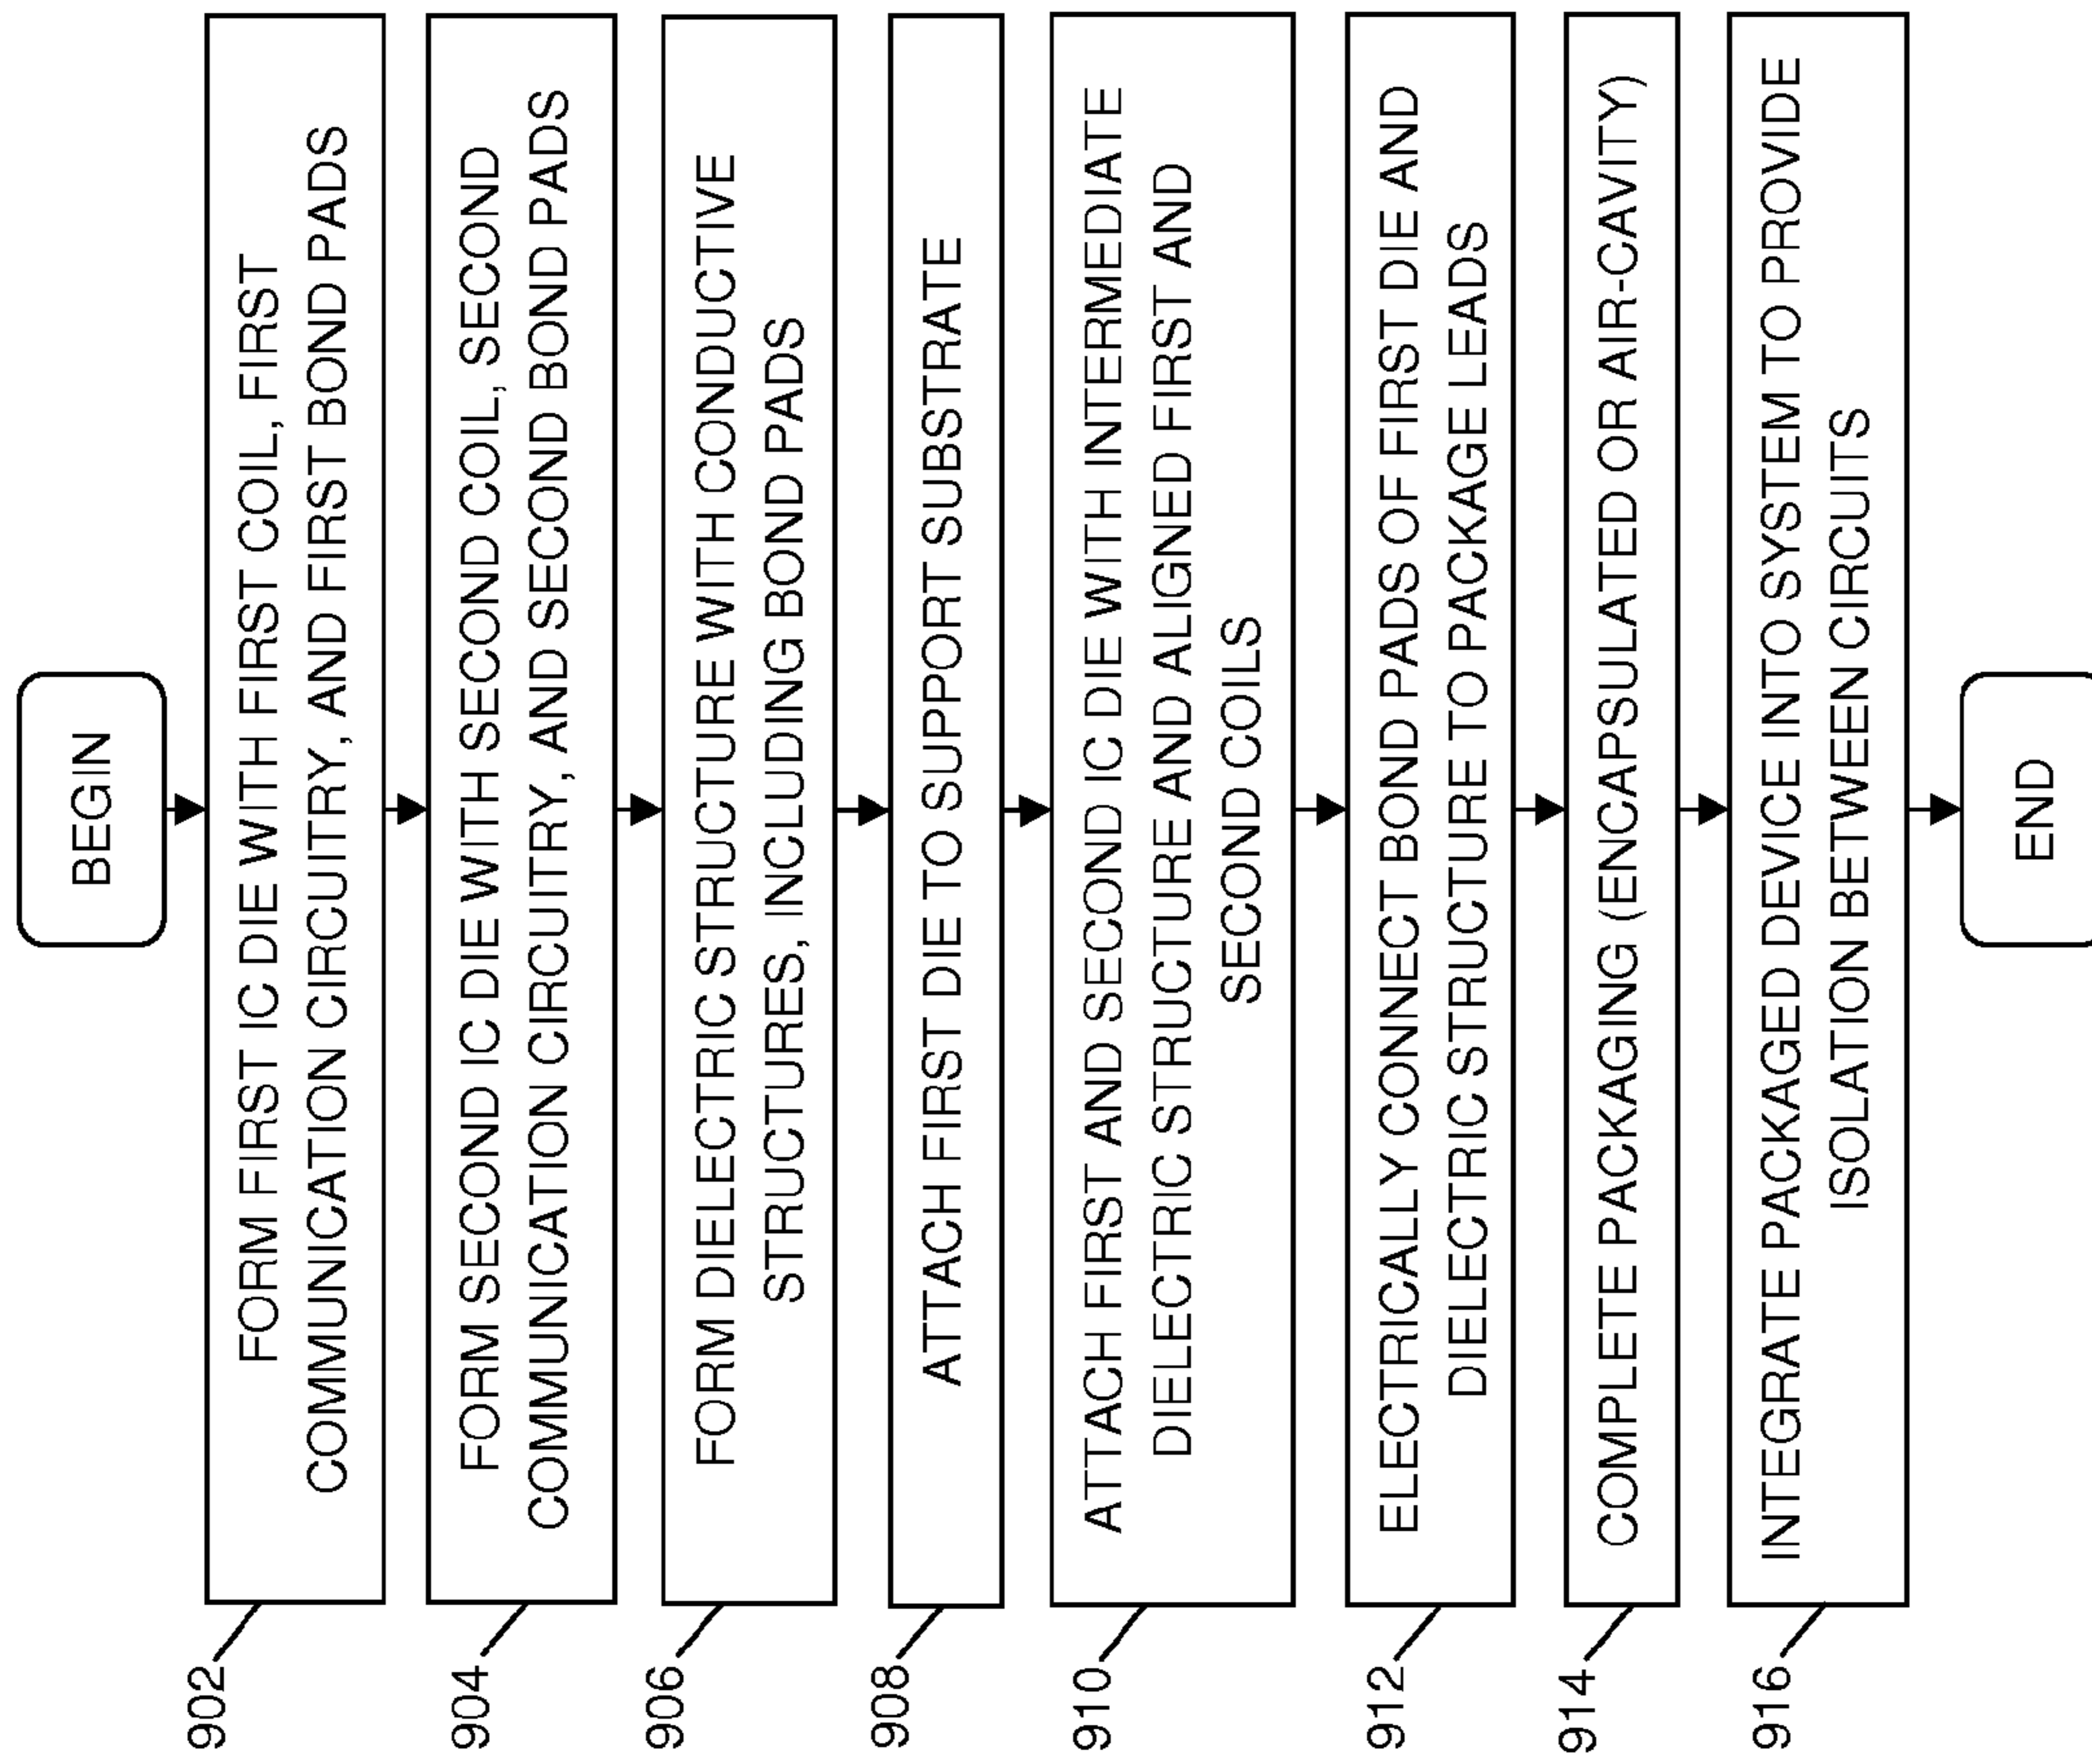 BEGIN
902
FORM FIRST IC DIE WITH FIRST COIL, FIRST
COMMUNICATION CIRCUITRY, AND FIRST BOND PADS
904
FORM SECOND IC DIE WITH SECOND COIL, SECOND
COMMUNICATION CIRCUITRY, AND SECOND BOND PADS
906
FORM DIELECTRIC STRUCTURE WITH CONDUCTIVE
STRUCTURES, INCLUDING BOND PADS
908
ATTACH FIRST DIE TO SUPPORT SUBSTRATE
910
ATTACH FIRST AND SECOND IC DIE WITH INTERMEDIATE
DIELECTRIC STRUCTURE AND ALIGNED FIRST AND
SECOND COILS
912
ELECTRICALLY CONNECT BOND PADS OF FIRST DIE AND
DIELECTRIC STRUCTURE TO PACKAGE LEADS
914
COMPLETE PACKAGING (ENCAPSULATED OR AIR-CAVITY)
916
INTEGRATE PACKAGED DEVICE INTO SYSTEM TO PROVIDE
ISOLATION BETWEEN CIRCUITS
END